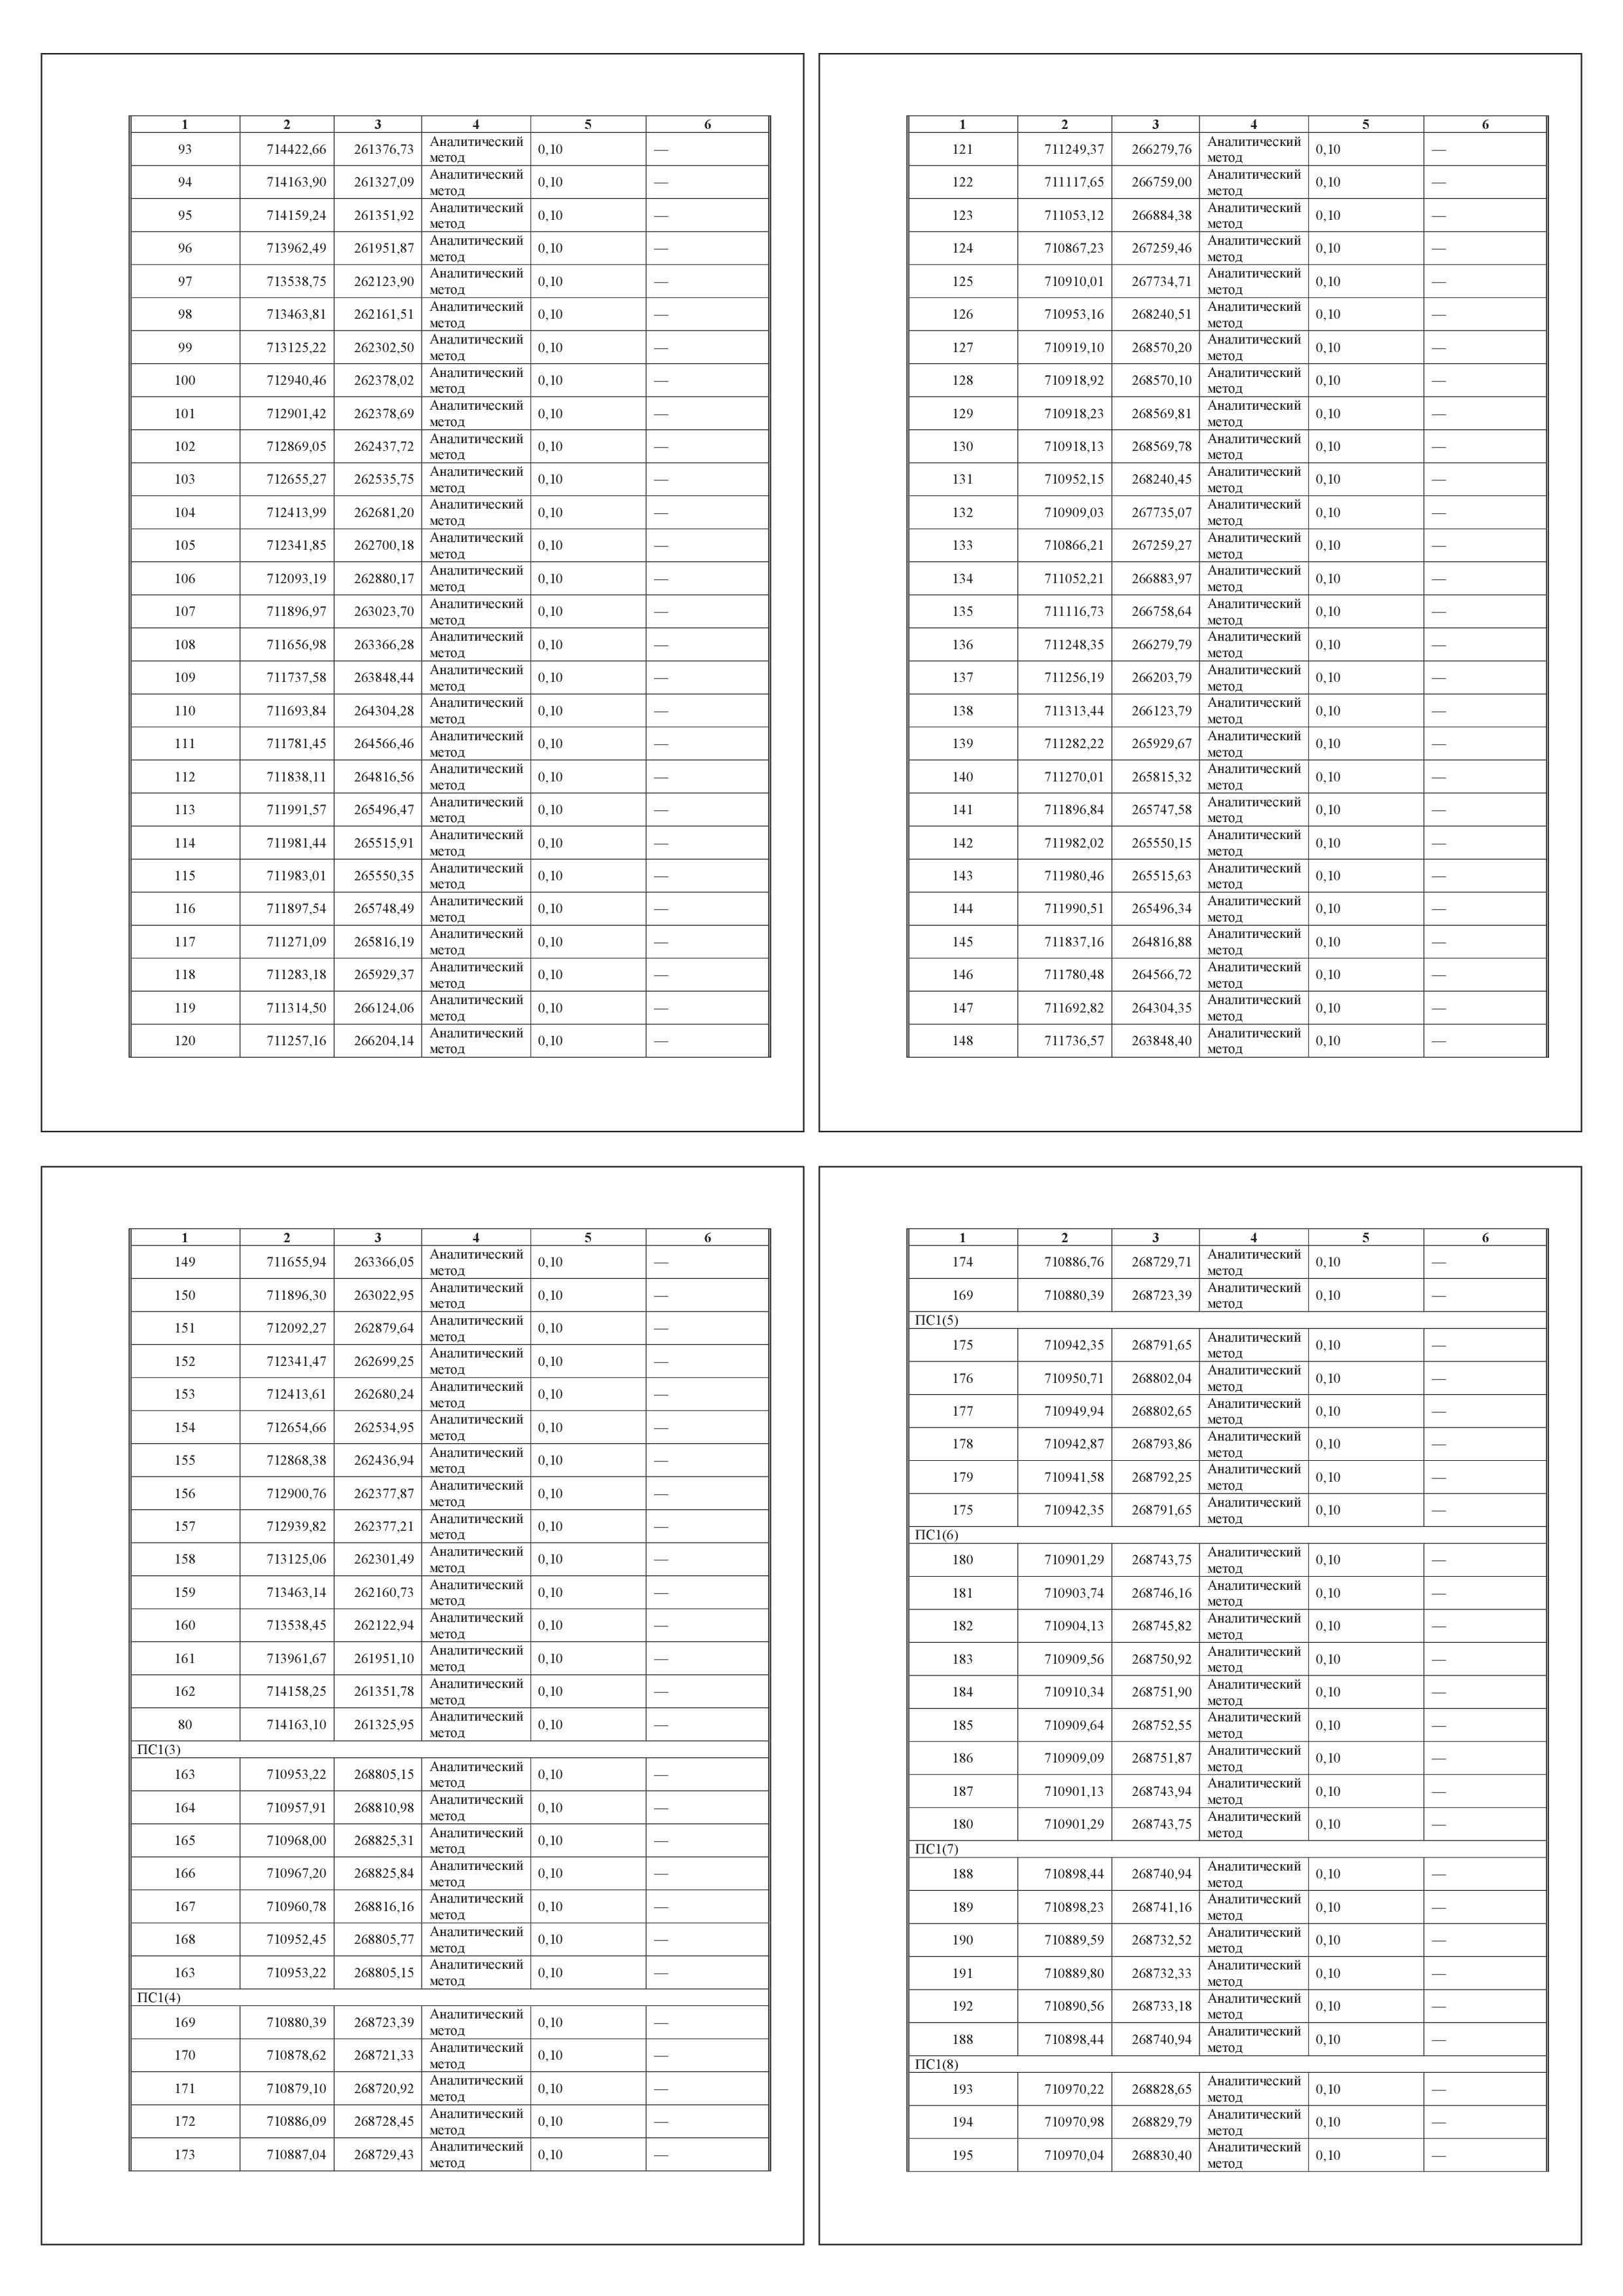 1 2 3 4 5 6
93 714422,66 261376,73 Аналитический метод 0,10 —
94 714163,90 261327,09 Аналитический метод 0,10 —
95 714159,24 261351,92 Аналитический метод 0,10 —
96 713962,49 261951,87 Аналитический метод 0,10 —
97 713538,75 262123,90 Аналитический метод 0,10 —
98 713463,81 262161,51 Аналитический метод 0,10 —
99 713125,22 262302,50 Аналитический метод 0,10 —
100 712940,46 262378,02 Аналитический метод 0,10 —
101 712901,42 262378,69 Аналитический метод 0,10 —
102 712869,05 262437,72 Аналитический метод 0,10 —
103 712655,27 262535,75 Аналитический метод 0,10 —
104 712413,99 262681,20 Аналитический метод 0,10 —
105 712341,85 262700,18 Аналитический метод 0,10 —
106 712093,19 262880,17 Аналитический метод 0,10 —
107 711896,97 263023,70 Аналитический метод 0,10 —
108 711656,98 263366,28 Аналитический метод 0,10 —
109 711737,58 263848,44 Аналитический метод 0,10 —
110 711693,84 264304,28 Аналитический метод 0,10 —
111 711781,45 264566,46 Аналитический метод 0,10 —
112 711838,11 264816,56 Аналитический метод 0,10 —
113 711991,57 265496,47 Аналитический метод 0,10 —
114 711981,44 265515,91 Аналитический метод 0,10 —
115 711983,01 265550,35 Аналитический метод 0,10 —
116 711897,54 265748,49 Аналитический метод 0,10 —
117 711271,09 265816,19 Аналитический метод 0,10 —
118 711283,18 265929,37 Аналитический метод 0,10 —
119 711314,50 266124,06 Аналитический метод 0,10 —
120 711257,16 266204,14 Аналитический метод 0,10 —
1 2 3 4 5 6
121 711249,37 266279,76 Аналитический метод 0,10 —
122 711117,65 266759,00 Аналитический метод 0,10 —
123 711053,12 266884,38 Аналитический метод 0,10 —
124 710867,23 267259,46 Аналитический метод 0,10 —
125 710910,01 267734,71 Аналитический метод 0,10 —
126 710953,16 268240,51 Аналитический метод 0,10 —
127 710919,10 268570,20 Аналитический метод 0,10 —
128 710918,92 268570,10 Аналитический метод 0,10 —
129 710918,23 268569,81 Аналитический метод 0,10 —
130 710918,13 268569,78 Аналитический метод 0,10 —
131 710952,15 268240,45 Аналитический метод 0,10 —
132 710909,03 267735,07 Аналитический метод 0,10 —
133 710866,21 267259,27 Аналитический метод 0,10 —
134 711052,21 266883,97 Аналитический метод 0,10 —
135 711116,73 266758,64 Аналитический метод 0,10 —
136 711248,35 266279,79 Аналитический метод 0,10 —
137 711256,19 266203,79 Аналитический метод 0,10 —
138 711313,44 266123,79 Аналитический метод 0,10 —
139 711282,22 265929,67 Аналитический метод 0,10 —
140 711270,01 265815,32 Аналитический метод 0,10 —
141 711896,84 265747,58 Аналитический метод 0,10 —
142 711982,02 265550,15 Аналитический метод 0,10 —
143 711980,46 265515,63 Аналитический метод 0,10 —
144 711990,51 265496,34 Аналитический метод 0,10 —
145 711837,16 264816,88 Аналитический метод 0,10 —
146 711780,48 264566,72 Аналитический метод 0,10 —
147 711692,82 264304,35 Аналитический метод 0,10 —
148 711736,57 263848,40 Аналитический метод 0,10 —
1 2 3 4 5 6
149 711655,94 263366,05 Аналитический метод 0,10 —
150 711896,30 263022,95 Аналитический метод 0,10 —
151 712092,27 262879,64 Аналитический метод 0,10 —
152 712341,47 262699,25 Аналитический метод 0,10 —
153 712413,61 262680,24 Аналитический метод 0,10 —
154 712654,66 262534,95 Аналитический метод 0,10 —
155 712868,38 262436,94 Аналитический метод 0,10 —
156 712900,76 262377,87 Аналитический метод 0,10 —
157 712939,82 262377,21 Аналитический метод 0,10 —
158 713125,06 262301,49 Аналитический метод 0,10 —
159 713463,14 262160,73 Аналитический метод 0,10 —
160 713538,45 262122,94 Аналитический метод 0,10 —
161 713961,67 261951,10 Аналитический метод 0,10 —
162 714158,25 261351,78 Аналитический метод 0,10 —
80 714163,10 261325,95 Аналитический метод 0,10 —
ПС1(3)
163 710953,22 268805,15 Аналитический метод 0,10 —
164 710957,91 268810,98 Аналитический метод 0,10 —
165 710968,00 268825,31 Аналитический метод 0,10 —
166 710967,20 268825,84 Аналитический метод 0,10 —
167 710960,78 268816,16 Аналитический метод 0,10 —
168 710952,45 268805,77 Аналитический метод 0,10 —
163 710953,22 268805,15 Аналитический метод 0,10 —
ПС1(4)
169 710880,39 268723,39 Аналитический метод 0,10 —
170 710878,62 268721,33 Аналитический метод 0,10 —
171 710879,10 268720,92 Аналитический метод 0,10 —
172 710886,09 268728,45 Аналитический метод 0,10 —
173 710887,04 268729,43 Аналитический метод 0,10 —
1 2 3 4 5 6
174 710886,76 268729,71 Аналитический метод 0,10 —
169 710880,39 268723,39 Аналитический метод 0,10 —
ПС1(5)
175 710942,35 268791,65 Аналитический метод 0,10 —
176 710950,71 268802,04 Аналитический метод 0,10 —
177 710949,94 268802,65 Аналитический метод 0,10 —
178 710942,87 268793,86 Аналитический метод 0,10 —
179 710941,58 268792,25 Аналитический метод 0,10 —
175 710942,35 268791,65 Аналитический метод 0,10 —
ПС1(6)
180 710901,29 268743,75 Аналитический метод 0,10 —
181 710903,74 268746,16 Аналитический метод 0,10 —
182 710904,13 268745,82 Аналитический метод 0,10 —
183 710909,56 268750,92 Аналитический метод 0,10 —
184 710910,34 268751,90 Аналитический метод 0,10 —
185 710909,64 268752,55 Аналитический метод 0,10 —
186 710909,09 268751,87 Аналитический метод 0,10 —
187 710901,13 268743,94 Аналитический метод 0,10 —
180 710901,29 268743,75 Аналитический метод 0,10 —
ПС1(7)
188 710898,44 268740,94 Аналитический метод 0,10 —
189 710898,23 268741,16 Аналитический метод 0,10 —
190 710889,59 268732,52 Аналитический метод 0,10 —
191 710889,80 268732,33 Аналитический метод 0,10 —
192 710890,56 268733,18 Аналитический метод 0,10 —
188 710898,44 268740,94 Аналитический метод 0,10 —
ПС1(8)
193 710970,22 268828,65 Аналитический метод 0,10 —
194 710970,98 268829,79 Аналитический метод 0,10 —
195 710970,04 268830,40 Аналитический метод 0,10 —